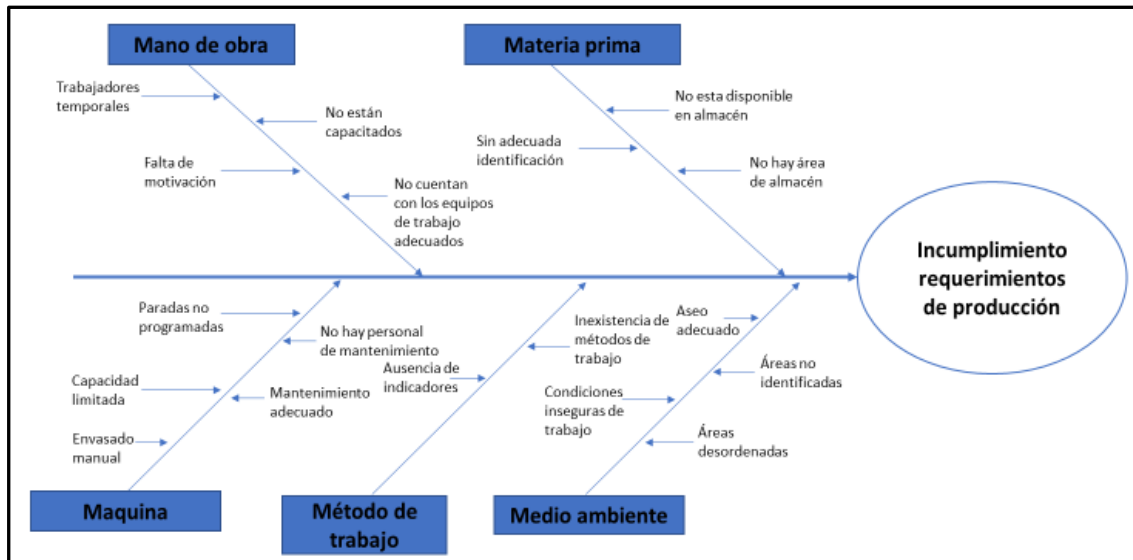 Mano de obra
Materia prima
Trabajadores
temporales
No están
capacitados
Falta de
motivación
No cuentan
con los equipos
de trabajo
adecuados
No esta disponible
en almacén
Sin adecuada
identificación
No hay área
de almacén
Incumplimiento
requerimientos
de producción
Paradas no
programadas
No hay personal
de mantenimiento
Capacidad
limitada
Mantenimiento
adecuado
Envasado
manual
Inexistencia de
métodos de
trabajo
Ausencia de
indicadores
Aseo
adecuado
Áreas no
identificadas
Condiciones
inseguras de
trabajo
Áreas
desordenadas
Maquina
Método de
trabajo
Medio ambiente